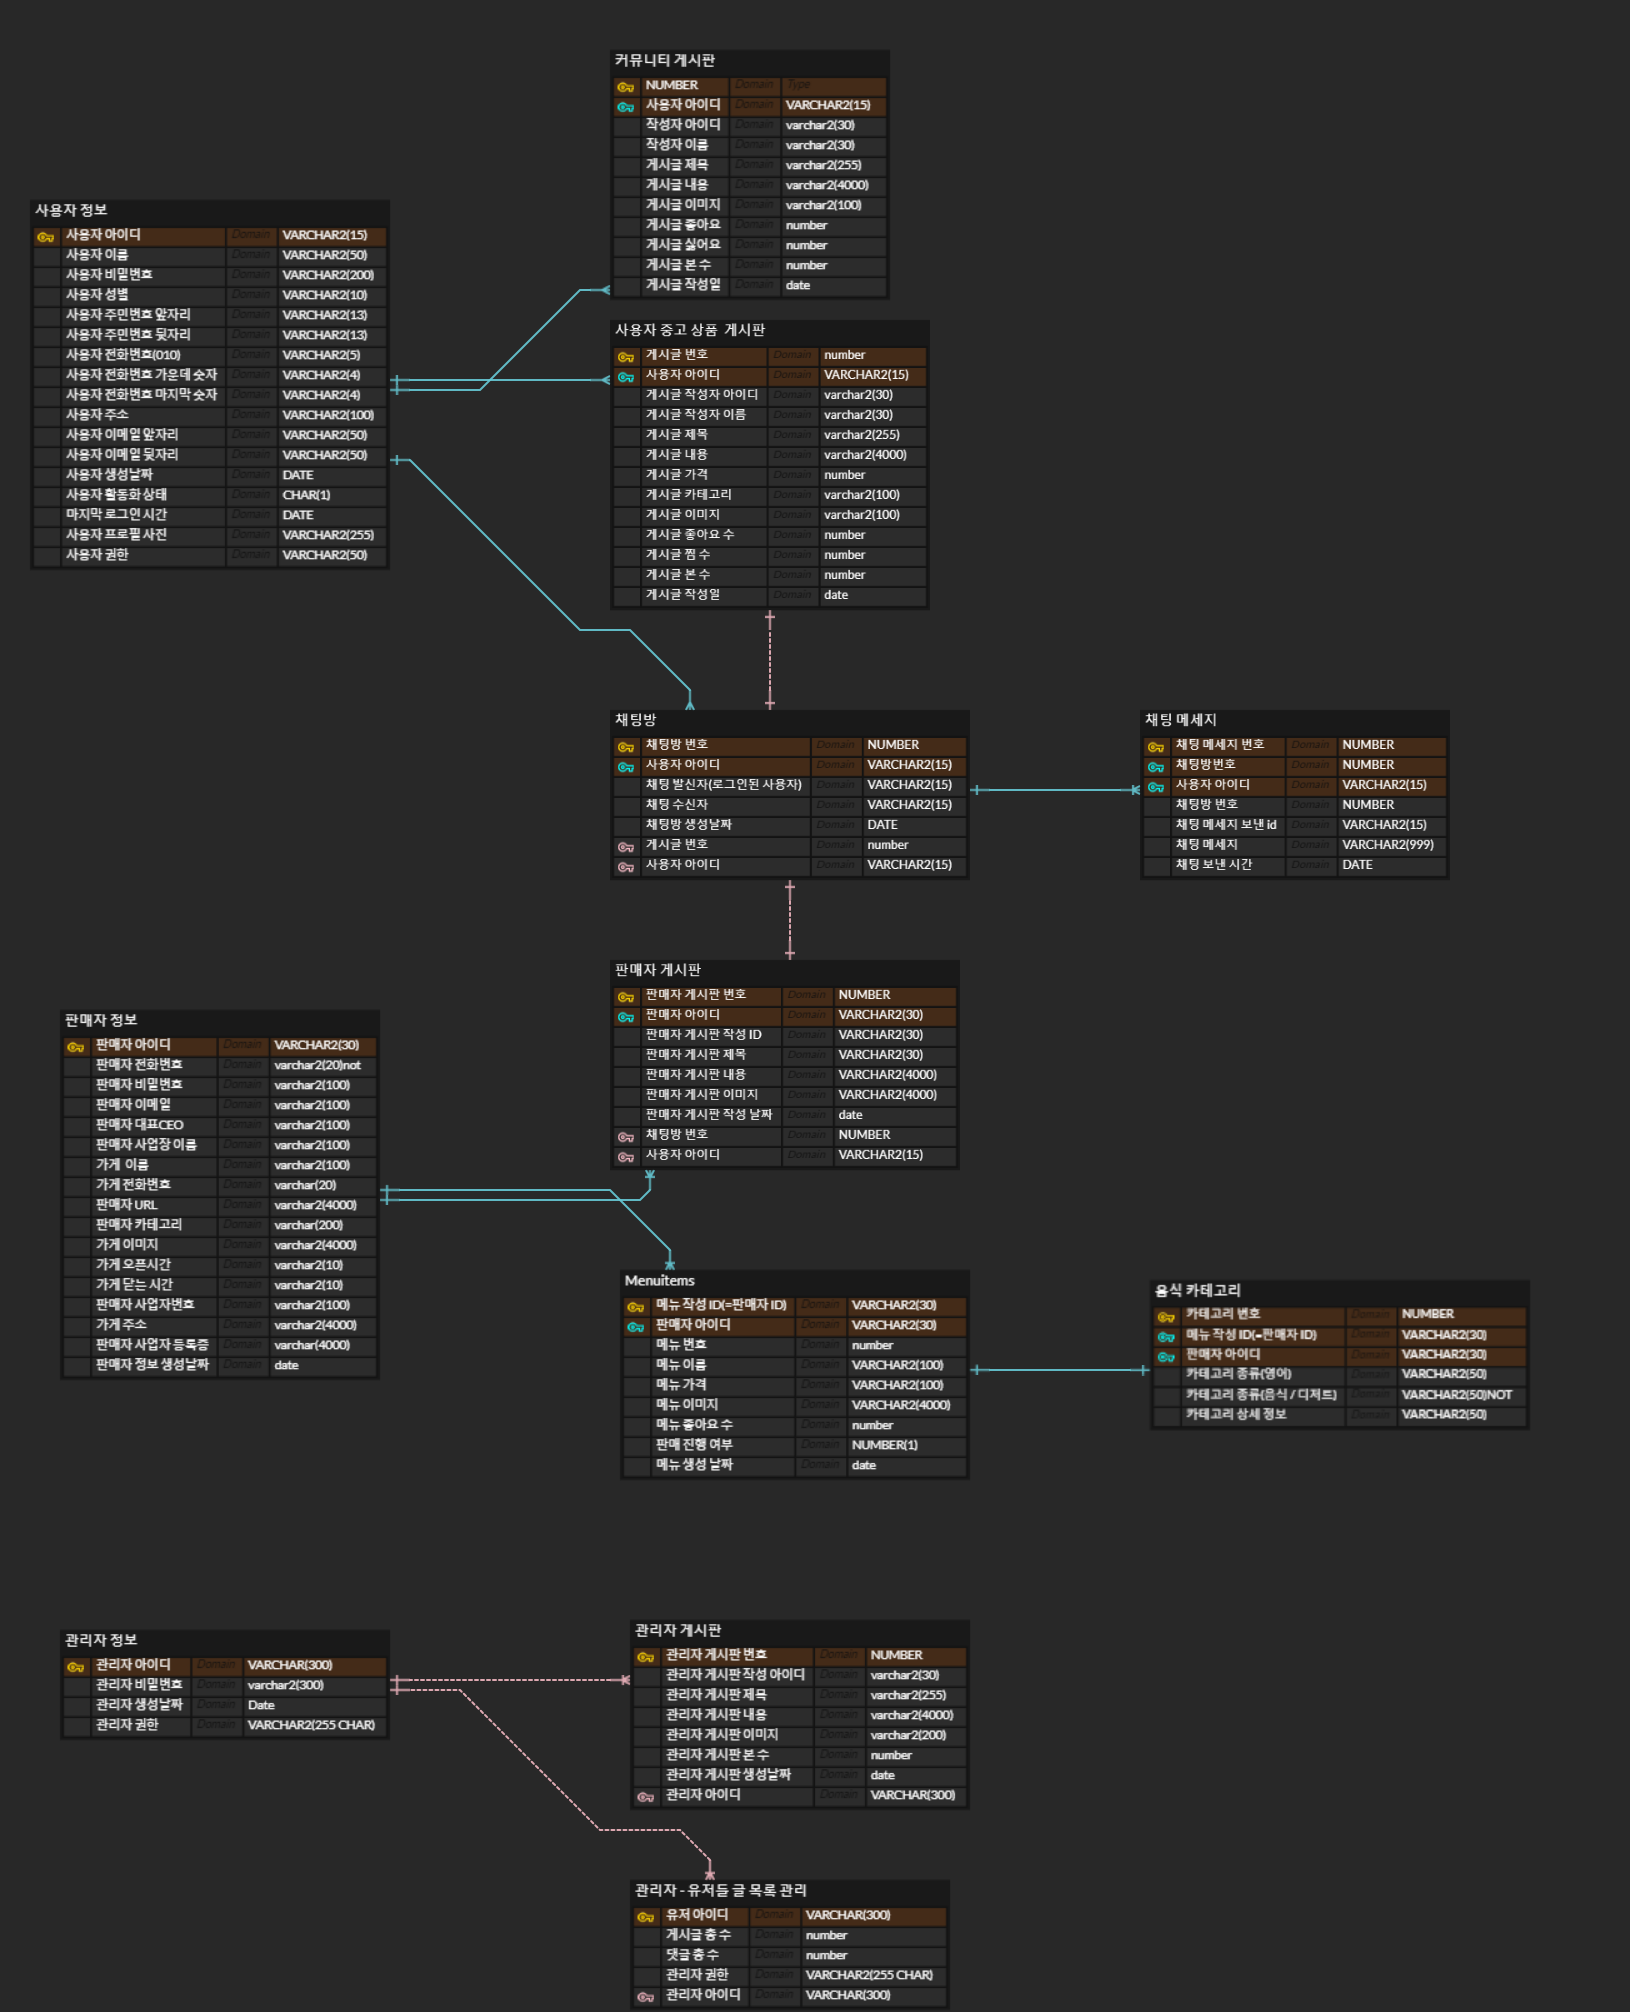 커뮤니티 게시판
NUMBER Domain Type
사용자 아이디 Domain VARCHAR2(15)
작성자 아이디 Domain varchar2(30)
작성자 이름 Domain varchar2(30)
게시글 제목 Domain varchar2(255)
게시글 내용 Domain varchar2(4000)
게시글 이미지 Domain varchar2(100)
게시글 좋아요 Domain number
게시글 싫어요 Domain number
게시글 본 수 Domain number
게시글 작성일 Domain date
사용자 정보
사용자 아이디 Domain VARCHAR2(15)
사용자 이름 Domain VARCHAR2(50)
사용자 비밀번호 Domain VARCHAR2(200)
사용자 성별 Domain VARCHAR2(10)
사용자 주민번호 앞자리 Domain VARCHAR2(13)
사용자 주민번호 뒷자리 Domain VARCHAR2(13)
사용자 전화번호(010) Domain VARCHAR2(5)
사용자 전화번호 가운데 숫자 Domain VARCHAR2(4)
사용자 전화번호 마지막 숫자 Domain VARCHAR2(4)
사용자 주소 Domain VARCHAR2(100)
사용자 이메일 앞자리 Domain VARCHAR2(50)
사용자 이메일 뒷자리 Domain VARCHAR2(50)
사용자 생성날짜 Domain DATE
사용자 활동화 상태 Domain CHAR(1)
마지막 로그인 시간 Domain DATE
사용자 프로필 사진 Domain VARCHAR2(255)
사용자 권한 Domain VARCHAR2(50)
사용자 중고 상품 게시판
게시글 번호 Domain number
사용자 아이디 Domain VARCHAR2(15)
게시글 작성자 아이디 Domain varchar2(30)
게시글 작성자 이름 Domain varchar2(30)
게시글 제목 Domain varchar2(255)
게시글 내용 Domain varchar2(4000)
게시글 가격 Domain number
게시글 카테고리 Domain varchar2(100)
게시글 이미지 Domain varchar2(100)
게시글 좋아요 수 Domain number
게시글 찜 수 Domain number
게시글 본 수 Domain number
게시글 작성일 Domain date
채팅방
채팅방 번호 Domain NUMBER
사용자 아이디 Domain VARCHAR2(15)
채팅 발신자(로그인된 사용자) Domain VARCHAR2(15)
채팅 수신자 Domain VARCHAR2(15)
채팅방 생성날짜 Domain DATE
게시글 번호 Domain number
사용자 아이디 Domain VARCHAR2(15)
채팅 메세지
채팅 메세지 번호 Domain NUMBER
채팅방번호 Domain NUMBER
사용자 아이디 Domain VARCHAR2(15)
채팅방 번호 Domain NUMBER
채팅 메세지 보낸 id Domain VARCHAR2(15)
채팅 메세지 Domain VARCHAR2(999)
채팅 보낸 시간 Domain DATE
판매자 게시판
판매자 게시판 번호 Domain NUMBER
판매자 아이디 Domain VARCHAR2(30)
판매자 게시판 작성 ID Domain VARCHAR2(30)
판매자 게시판 제목 Domain VARCHAR2(30)
판매자 게시판 내용 Domain VARCHAR2(4000)
판매자 게시판 이미지 Domain VARCHAR2(4000)
판매자 게시판 작성 날짜 Domain date
채팅방 번호 Domain NUMBER
사용자 아이디 Domain VARCHAR2(15)
판매자 정보
판매자 아이디 Domain VARCHAR2(30)
판매자 전화번호 Domain varchar2(20)not
판매자 비밀번호 Domain varchar2(100)
판매자 이메일 Domain varchar2(100)
판매자 대표CEO Domain varchar2(100)
판매자 사업장 이름 Domain varchar2(100)
가게 이름 Domain varchar2(100)
가게 전화번호 Domain varchar(20)
판매자 URL Domain varchar2(4000)
판매자 카테고리 Domain varchar(200)
가게 이미지 Domain varchar2(4000)
가게 오픈시간 Domain varchar2(10)
가게 닫는 시간 Domain varchar2(10)
판매자 사업자번호 Domain varchar2(100)
가게 주소 Domain varchar2(4000)
판매자 사업자 등록증 Domain varchar(4000)
판매자 정보 생성날짜 Domain date
Menuitems
메뉴 작성 ID(=판매자 ID) Domain VARCHAR2(30)
판매자 아이디 Domain VARCHAR2(30)
메뉴 번호 Domain number
메뉴 이름 Domain VARCHAR2(100)
메뉴 가격 Domain VARCHAR2(100)
메뉴 이미지 Domain VARCHAR2(4000)
메뉴 좋아요 수 Domain number
판매 진행 여부 Domain NUMBER(1)
메뉴 생성 날짜 Domain date
음식 카테고리
카테고리 번호 Domain NUMBER
메뉴 작성 ID(=판매자 ID) Domain VARCHAR2(30)
판매자 아이디 Domain VARCHAR2(30)
카테고리 종류(영어) Domain VARCHAR2(50)
카테고리 종류(음식 / 디저트) Domain VARCHAR2(50)NOT
카테고리 상세 정보 Domain VARCHAR2(50)
관리자 정보
관리자 아이디 Domain VARCHAR(300)
관리자 비밀번호 Domain varchar2(300)
관리자 생성날짜 Domain Date
관리자 권한 Domain VARCHAR2(255 CHAR)
관리자 게시판
관리자 게시판 번호 Domain NUMBER
관리자 게시판 작성 아이디 Domain varchar2(30)
관리자 게시판 제목 Domain varchar2(255)
관리자 게시판 내용 Domain varchar2(4000)
관리자 게시판 이미지 Domain varchar2(200)
관리자 게시판 본 수 Domain number
관리자 게시판 생성날짜 Domain date
관리자 아이디 Domain VARCHAR(300)
관리자 - 유저들 글 목록 관리
유저 아이디 Domain VARCHAR(300)
게시글 총 수 Domain number
댓글 총 수 Domain number
관리자 권한 Domain VARCHAR2(255 CHAR)
관리자 아이디 Domain VARCHAR(300)